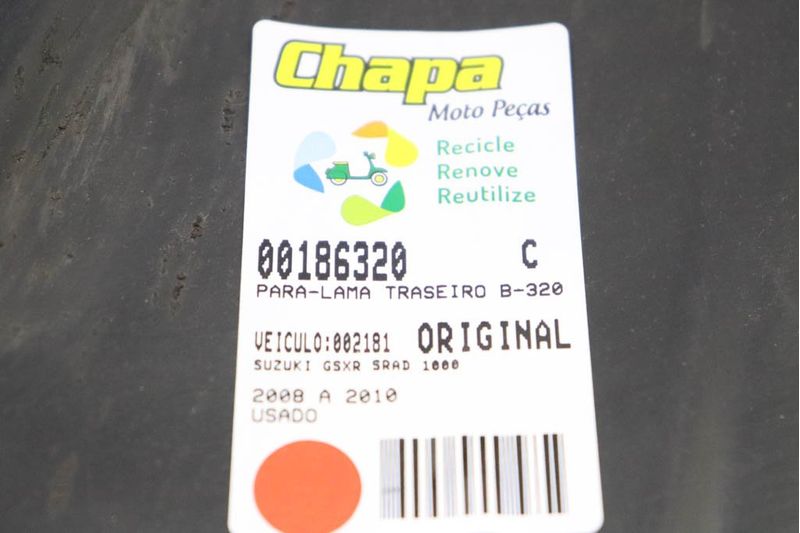 Chapa
Moto Peças
Recicle
Renove
Reutilize
00186320 C
PARA-LAMA TRASEIRO B-320
VEICULO:002181 ORIGINAL
SUZUKI GSXR SRAD 1000
2008 A 2010
USADO